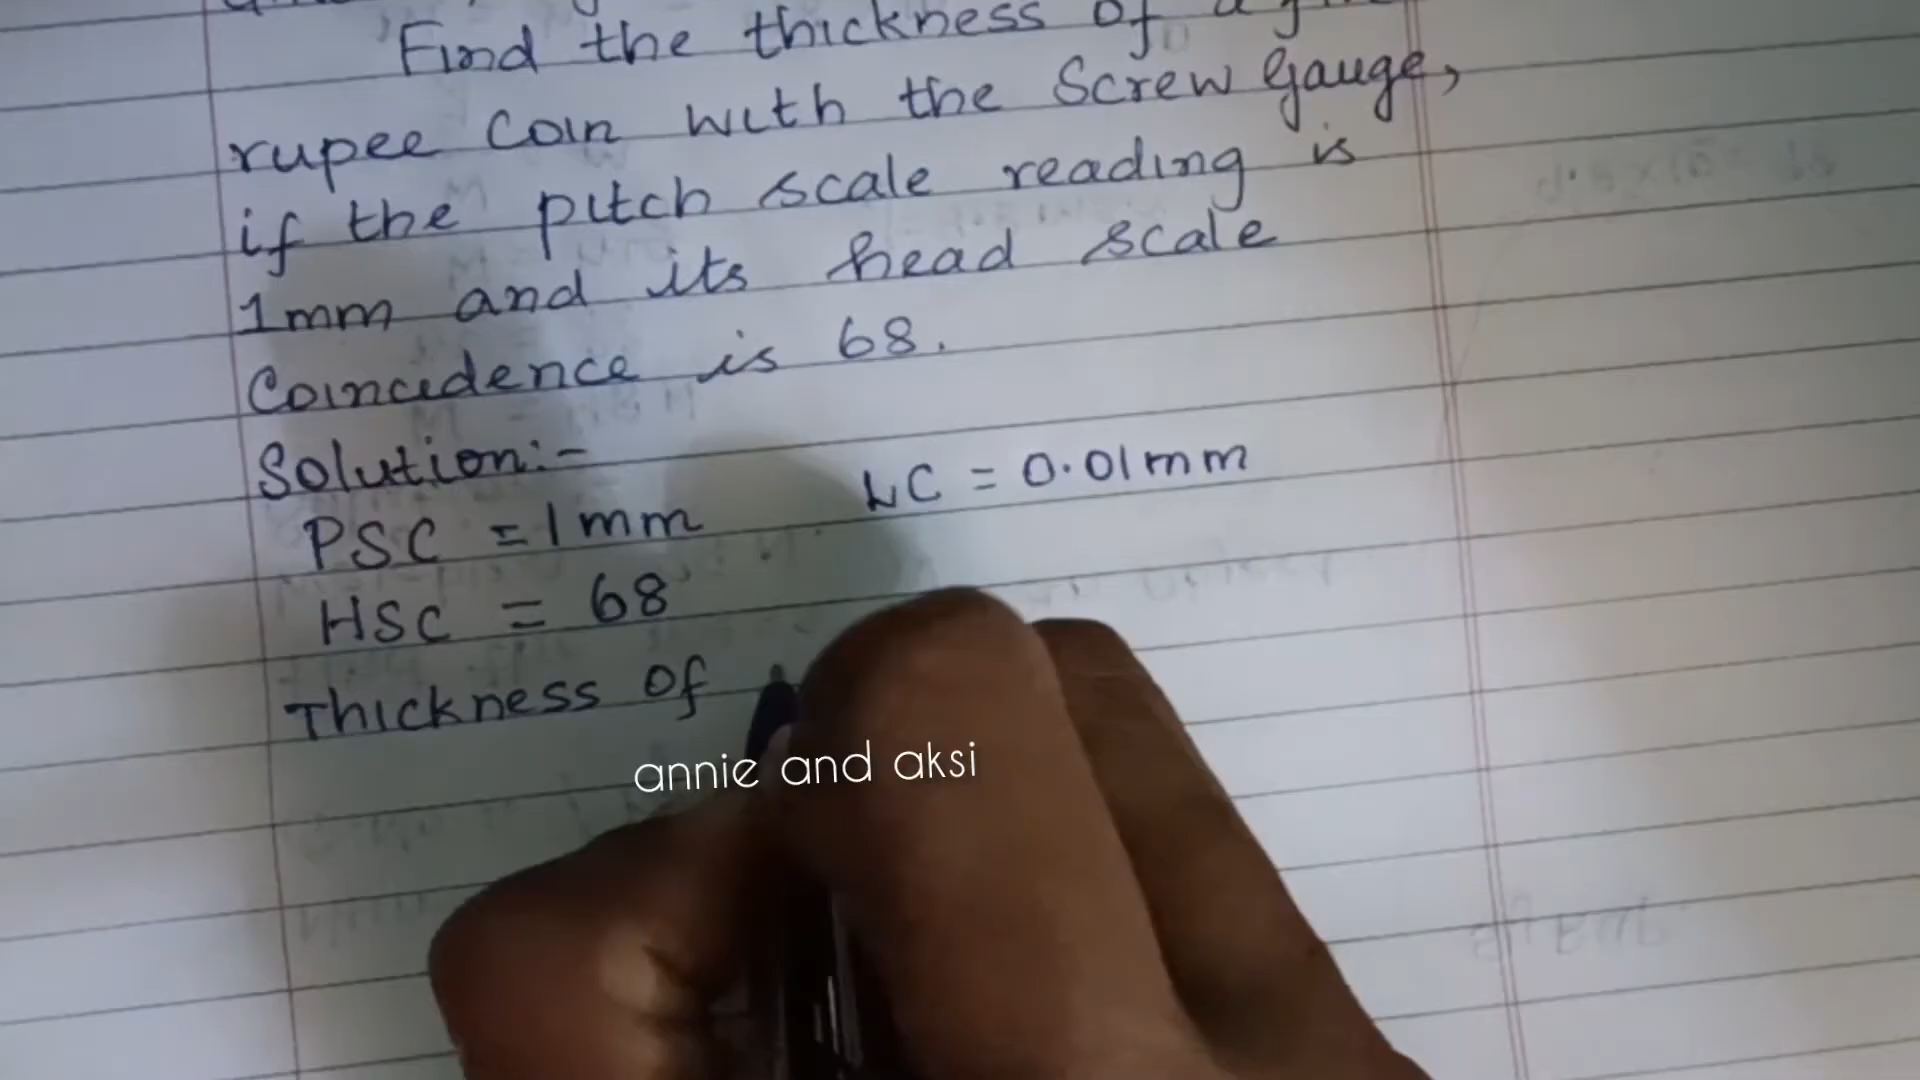 Find the thickness of a
rupee coin with the Screw Gauge,
if the pitch scale reading is
1mm and its head scale
Coincidence is 68.
Solution:-
LC = 0.01mm
PSC = 1mm
HSC = 68
Thickness of
annie and aksi